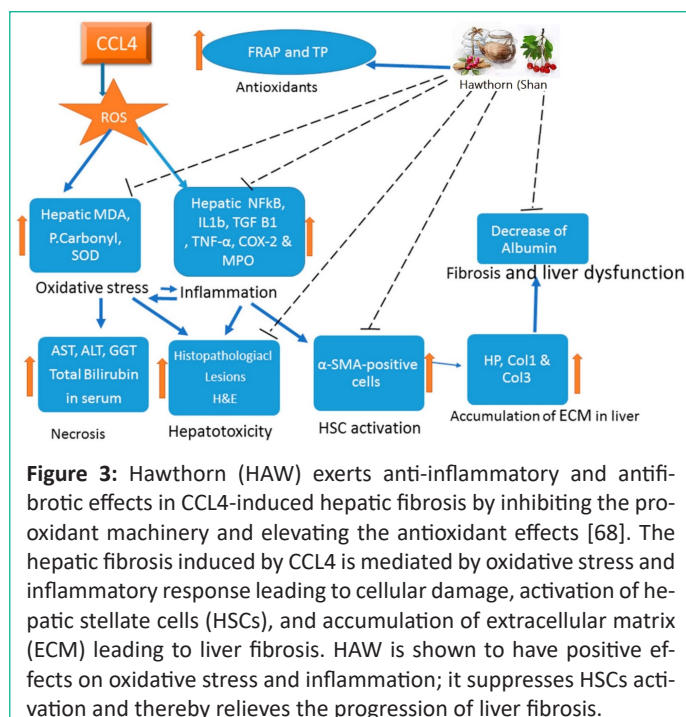 CCL4
FRAP and TP
Antioxidants
Hawthorn (Shan
ROS
Hepatic MDA,
P.Carbonyl,
SOD
Oxidative stress
Hepatic NFkB,
IL1b, TGF B1
, TNF-α, COX-2 &
MPO
Inflammation
Decrease of
Albumin
Fibrosis and liver dysfunction
AST, ALT, GGT
Total Bilirubin
in serum
Necrosis
Histopathologiacl
Lesions
H&E
Hepatotoxicity
α-SMA-positive
cells
HSC activation
HP, Col1 &
Col3
Accumulation of ECM in liver
Figure 3: Hawthorn (HAW) exerts anti-inflammatory and antifi-
brotic effects in CCL4-induced hepatic fibrosis by inhibiting the pro-
oxidant machinery and elevating the antioxidant effects [68]. The
hepatic fibrosis induced by CCL4 is mediated by oxidative stress and
inflammatory response leading to cellular damage, activation of he-
patic stellate cells (HSCs), and accumulation of extracellular matrix
(ECM) leading to liver fibrosis. HAW is shown to have positive ef-
fects on oxidative stress and inflammation; it suppresses HSCs acti-
vation and thereby relieves the progression of liver fibrosis.